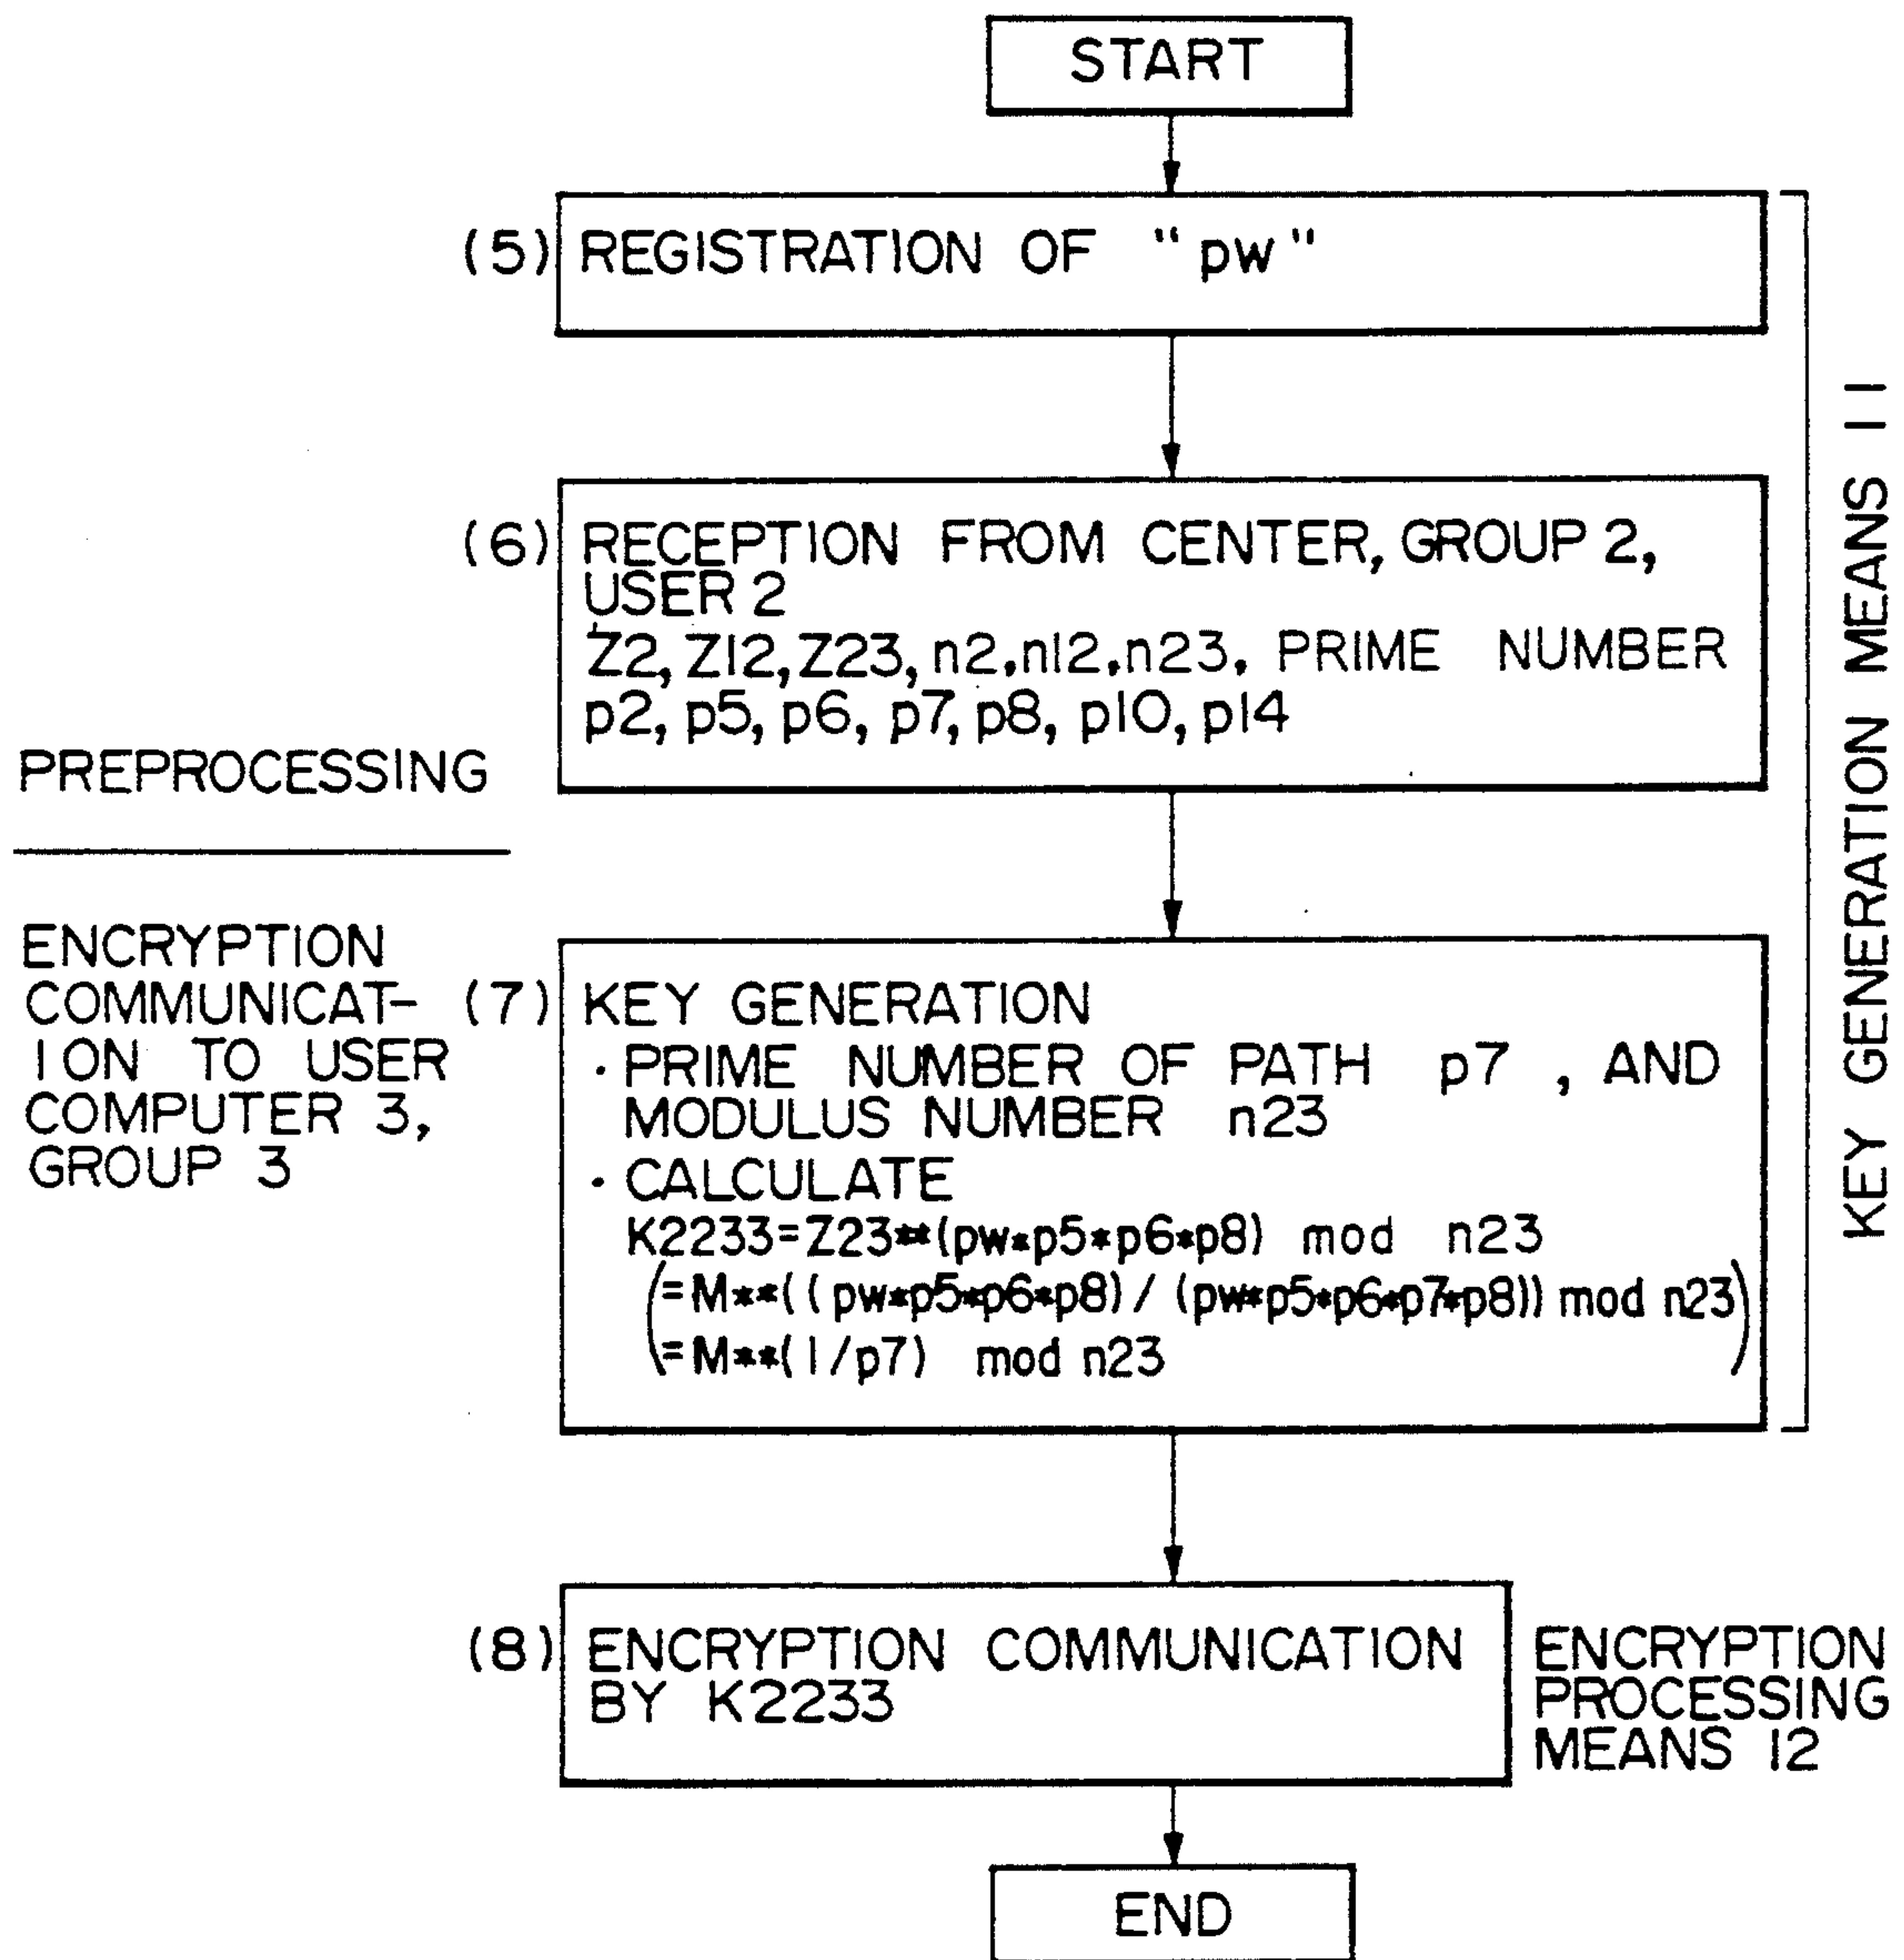 START
(5) REGISTRATION OF "pw"
(6) RECEPTION FROM CENTER, GROUP 2,
USER 2
Z2, Z12, Z23, n2, n12, n23, PRIME NUMBER
p2, p5, p6, p7, p8, p10, p14
PREPROCESSING
ENCRYPTION
COMMUNICAT-
ION TO USER
COMPUTER 3,
GROUP 3
(7) KEY GENERATION
· PRIME NUMBER OF PATH p7 , AND
MODULUS NUMBER n23
· CALCULATE
K2233=Z23**(pw*p5*p6*p8) mod n23
(=M**((pw*p5*p6*p8)/(pw*p5*p6*p7*p8)) mod n23)
=M**(1/p7) mod n23
KEY GENERATION MEANS 11
(8) ENCRYPTION COMMUNICATION
BY K2233
ENCRYPTION
PROCESSING
MEANS 12
END